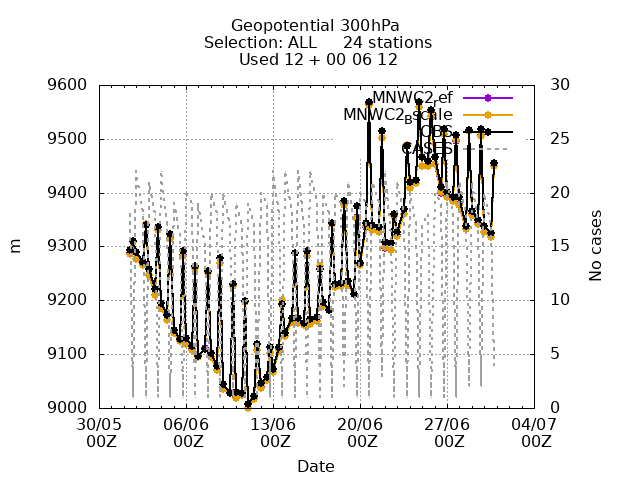 Geopotential 300hPa
Selection: ALL     24 stations
Used 12 + 00 06 12
9600
9500
9400
9300
9200
9100
9000
m
30
25
20
15
10
5
0
No cases
MNWC2_ref
MNWC2_Bscale
OBS
CASES
30/05 00Z
06/06 00Z
13/06 00Z
20/06 00Z
27/06 00Z
04/07 00Z
Date